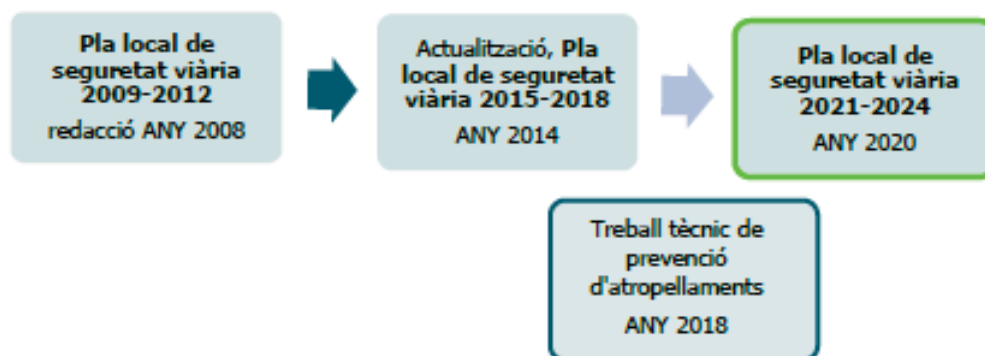 Pla local de
seguretat viària
2009-2012
redacció ANY 2008
Actualització, Pla
local de seguretat
viària 2015-2018
ANY 2014
Pla local de
seguretat viària
2021-2024
ANY 2020
Treball tècnic de
prevenció
d'atropellaments
ANY 2018